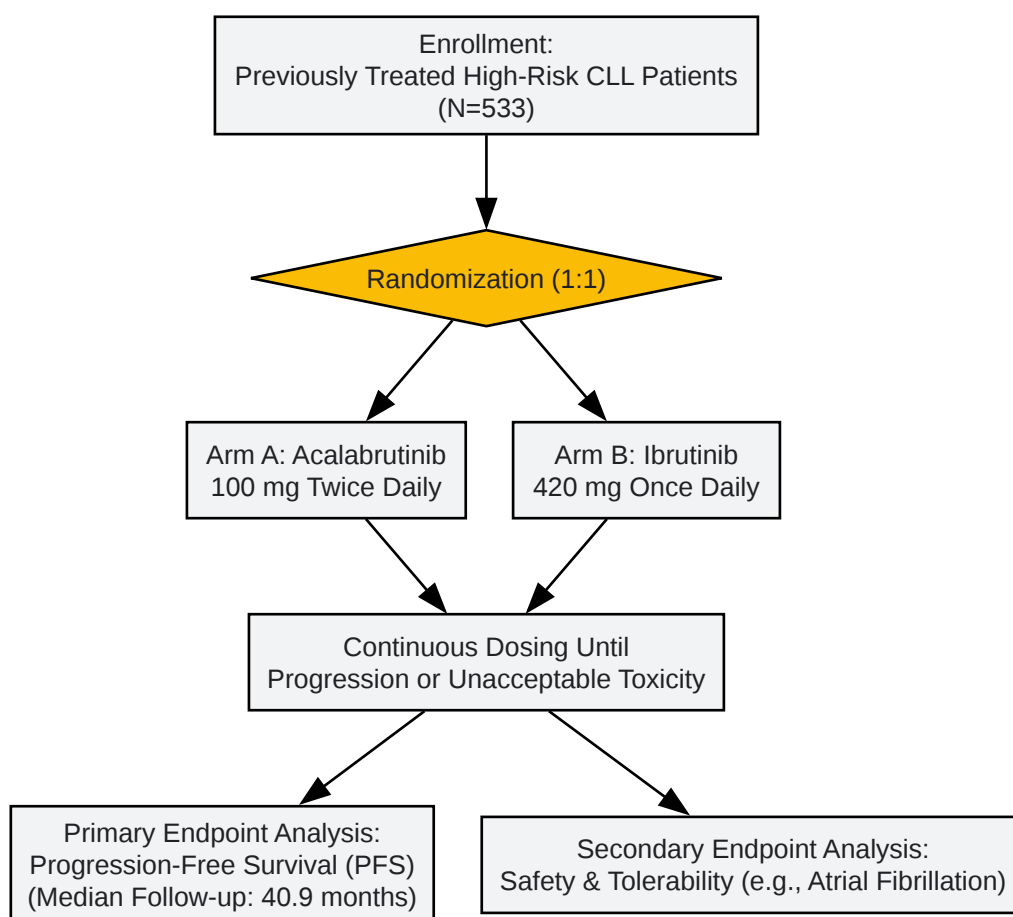 Enrollment:
Previously Treated High-Risk CLL Patients
(N=533)
Randomization (1:1)
Arm A: Acalabrutinib
100 mg Twice Daily
Arm B: Ibrutinib
420 mg Once Daily
Continuous Dosing Until
Progression or Unacceptable Toxicity
Primary Endpoint Analysis:
Progression-Free Survival (PFS)
(Median Follow-up: 40.9 months)
Secondary Endpoint Analysis:
Safety & Tolerability (e.g., Atrial Fibrillation)